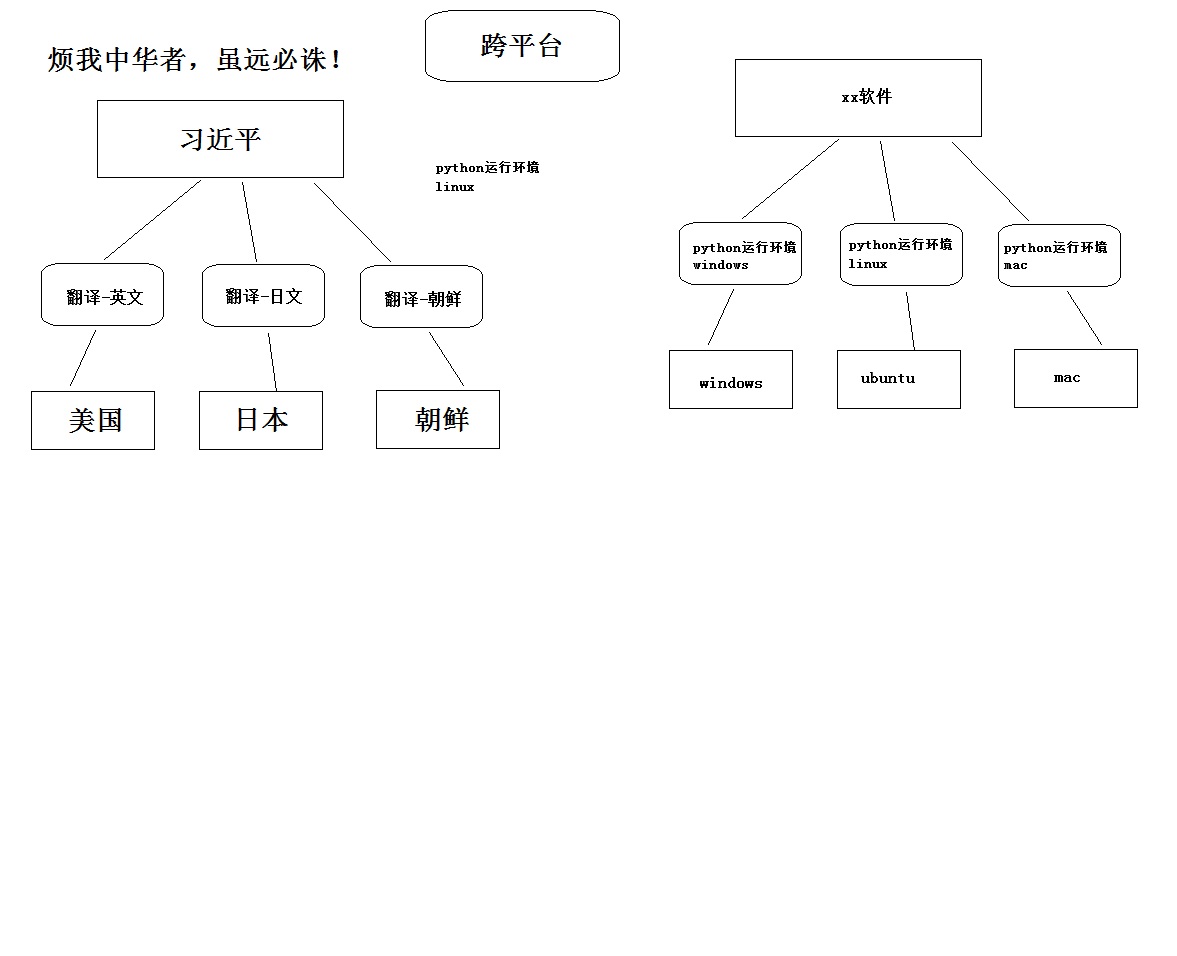 跨平台
烦我中华者，虽远必诛！
习近平
翻译-英文
翻译-日文
翻译-朝鲜
美国
日本
朝鲜
python运行环境
linux
xx软件
python运行环境
windows
python运行环境
linux
python运行环境
mac
windows
ubuntu
mac